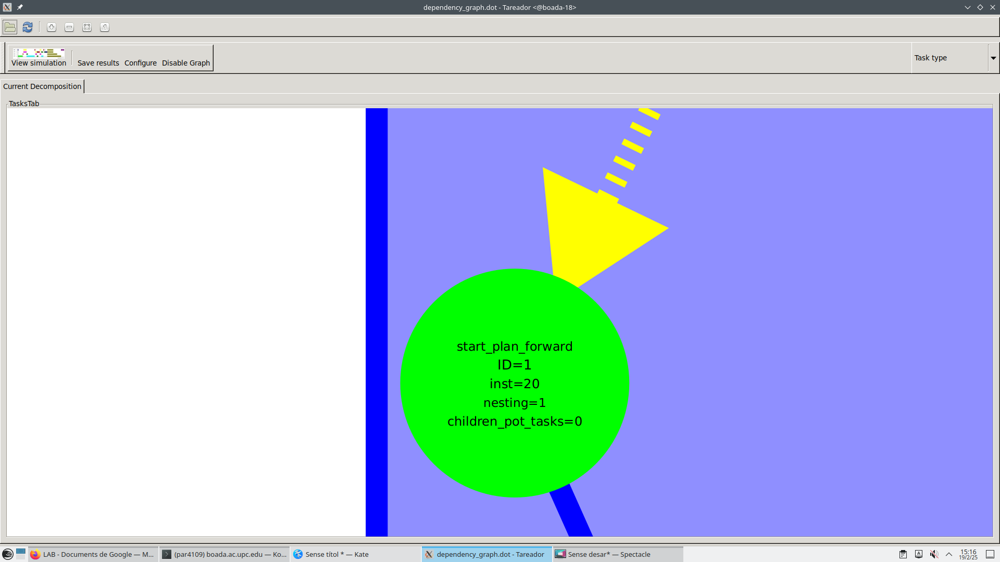 dependency_graph.dot - Tareador <@boada-18>
View simulation
Save results
Configure
Disable Graph
Task type
Current Decomposition
TasksTab
start_plan_forward
ID=1
inst=20
nesting=1
children_pot_tasks=0
LAB - Documents de Google — M...
(par4109) boada.ac.upc.edu — Ko...
Sense títol * — Kate
dependency_graph.dot - Tareador
Sense desar* — Spectacle
15:16
19/2/25